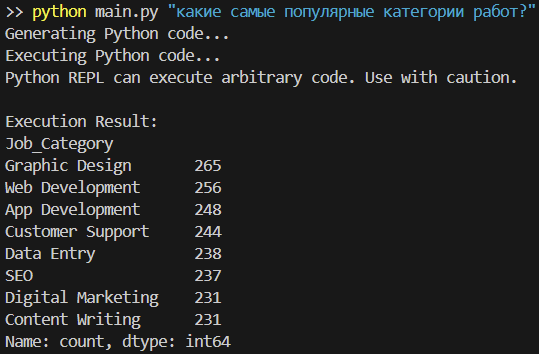 >> python main.py "какие самые популярные категории работ?"
Generating Python code...
Executing Python code...
Python REPL can execute arbitrary code. Use with caution.

Execution Result:
Job_Category
Graphic Design       265
Web Development      256
App Development      248
Customer Support     244
Data Entry           238
SEO                  237
Digital Marketing    231
Content Writing      231
Name: count, dtype: int64